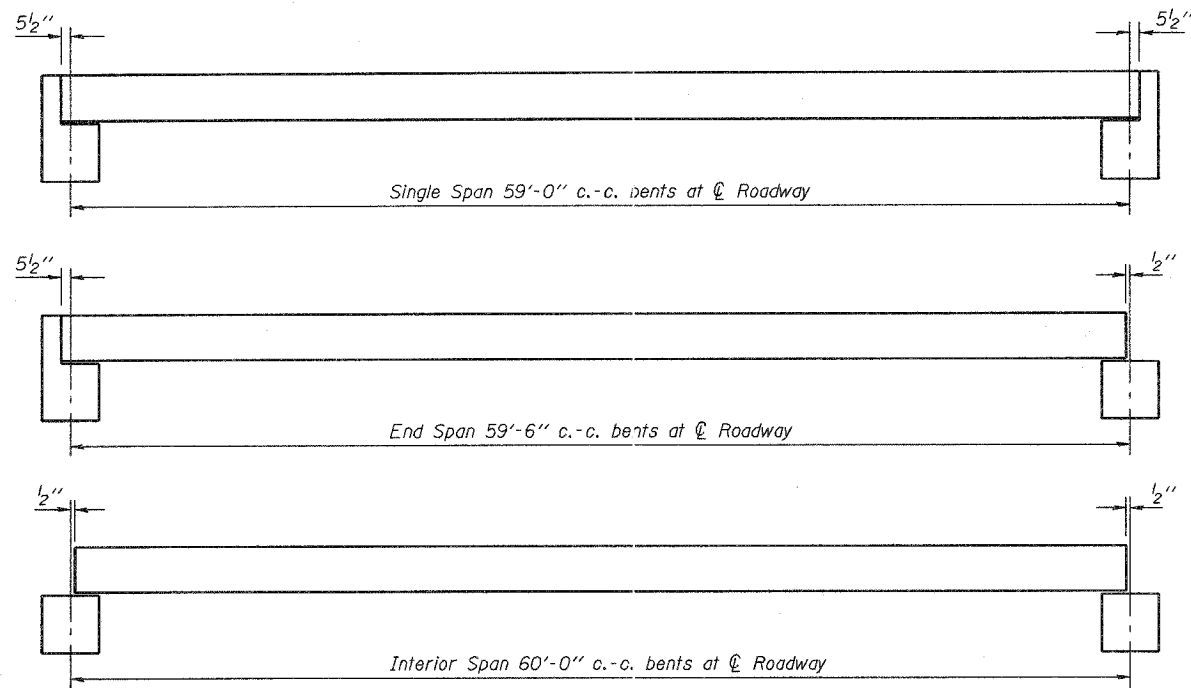 5½" 5½"
Single Span 59'-0" c.-c. bents at ℄ Roadway
5½" ½"
End Span 59'-6" c.-c. bents at ℄ Roadway
½" ½"
Interior Span 60'-0" c.-c. bents at ℄ Roadway